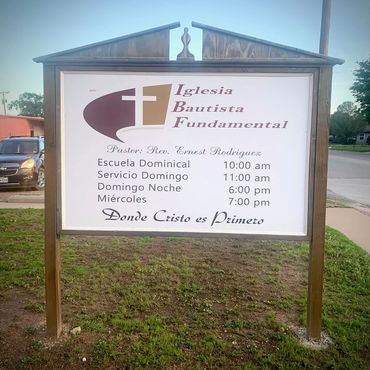 Iglesia
Bautista
Fundamental
Pastor: Rev. Ernest Rodriguez
Escuela Dominical 10:00 am
Servicio Domingo 11:00 am
Domingo Noche 6:00 pm
Miércoles 7:00 pm
Donde Cristo es Primero